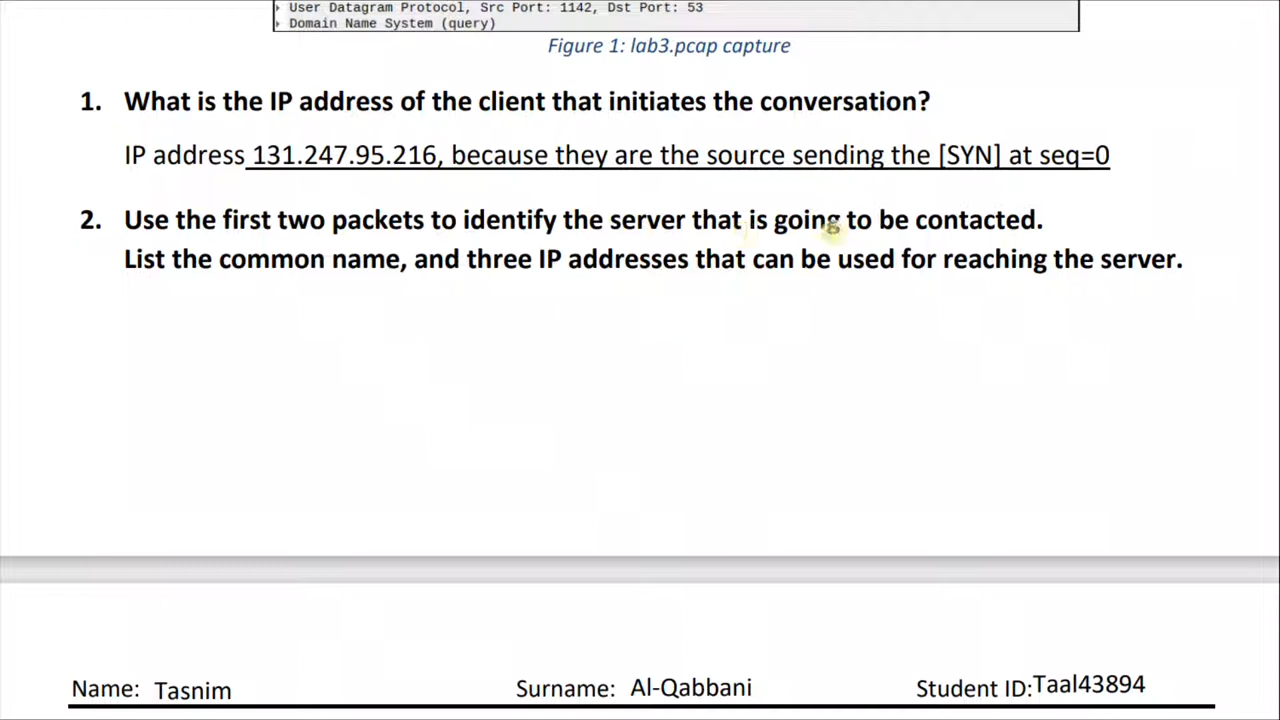 User Datagram Protocol, Src Port: 1142, Dst Port: 53
Domain Name System (query)
Figure 1: lab3.pcap capture
1. What is the IP address of the client that initiates the conversation?
IP address 131.247.95.216, because they are the source sending the [SYN] at seq=0
2. Use the first two packets to identify the server that is going to be contacted.
List the common name, and three IP addresses that can be used for reaching the server.
Name: Tasnim Surname: Al-Qabbani Student ID:Taal43894